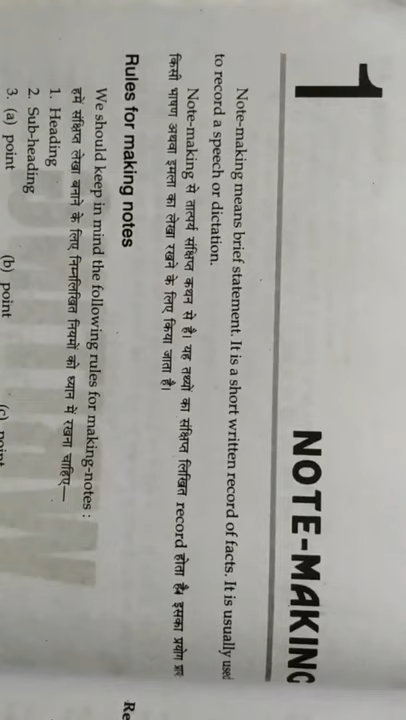 1
NOTE-MAKING
Note-making means brief statement. It is a short written record of facts. It is usually used
to record a speech or dictation.
Note-making से तात्पर्य संक्षिप्त कथन से है। यह तथ्यों का संक्षिप्त लिखित record होता है। इसका प्रयोग प्रायः
किसी भाषण अथवा इमला का लेखा रखने के लिए किया जाता है।
Rules for making notes
We should keep in mind the following rules for making-notes :
हमें संक्षिप्त लेख बनाने के लिए निम्नलिखित नियमों को ध्यान में रखना चाहिए—
1. Heading
2. Sub-heading
3. (a) point (b) point (c) point
Re